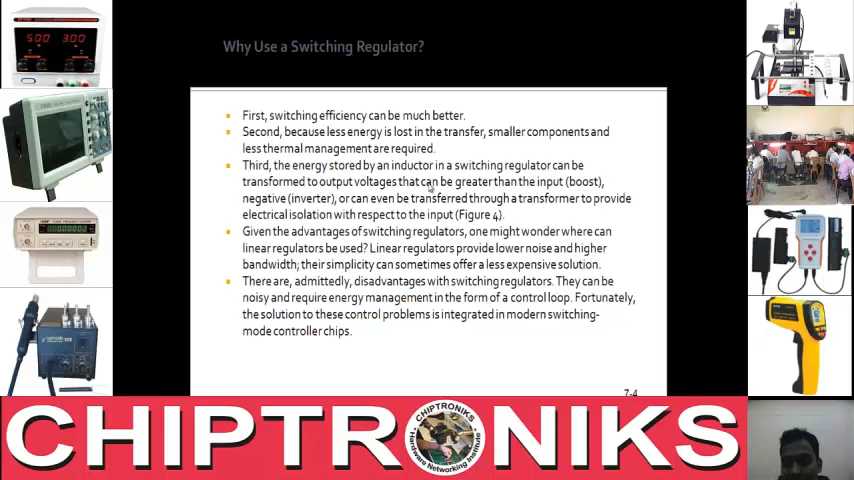 Why Use a Switching Regulator?
First, switching efficiency can be much better.
Second, because less energy is lost in the transfer, smaller components and
less thermal management are required.
Third, the energy stored by an inductor in a switching regulator can be
transformed to output voltages that can be greater than the input (boost),
negative (inverter), or can even be transferred through a transformer to provide
electrical isolation with respect to the input (Figure 4).
Given the advantages of switching regulators, one might wonder where can
linear regulators be used? Linear regulators provide lower noise and higher
bandwidth; their simplicity can sometimes offer a less expensive solution.
There are, admittedly, disadvantages with switching regulators. They can be
noisy and require energy management in the form of a control loop. Fortunately,
the solution to these control problems is integrated in modern switching-
mode controller chips.
7-4
500 300
CHIPTRONIKS
CHIPTRONIKS
Hardware Networking Institute